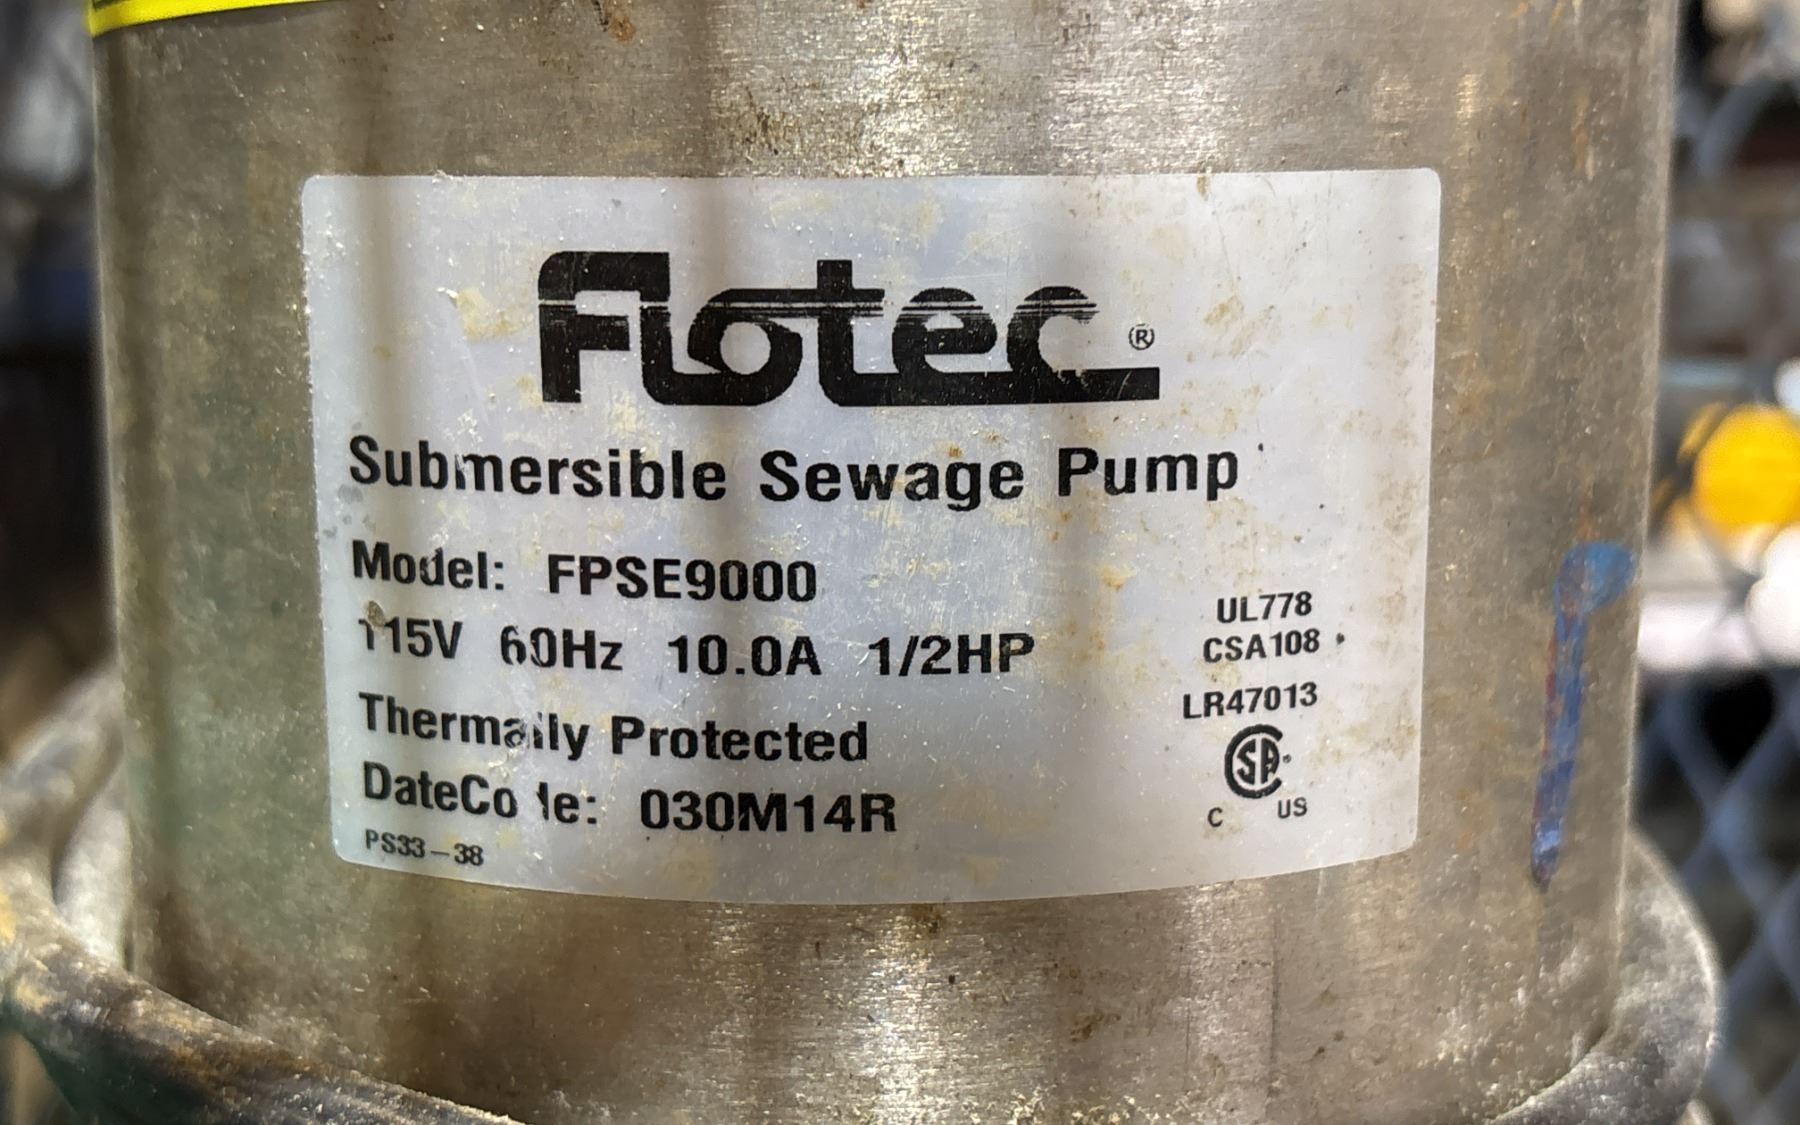 Flotec ®
Submersible Sewage Pump
Model: FPSE9000
115V 60Hz 10.0A 1/2HP
Thermally Protected
DateCode: 030M14R
PS33-38
UL778
CSA108
LR47013
SA
C US